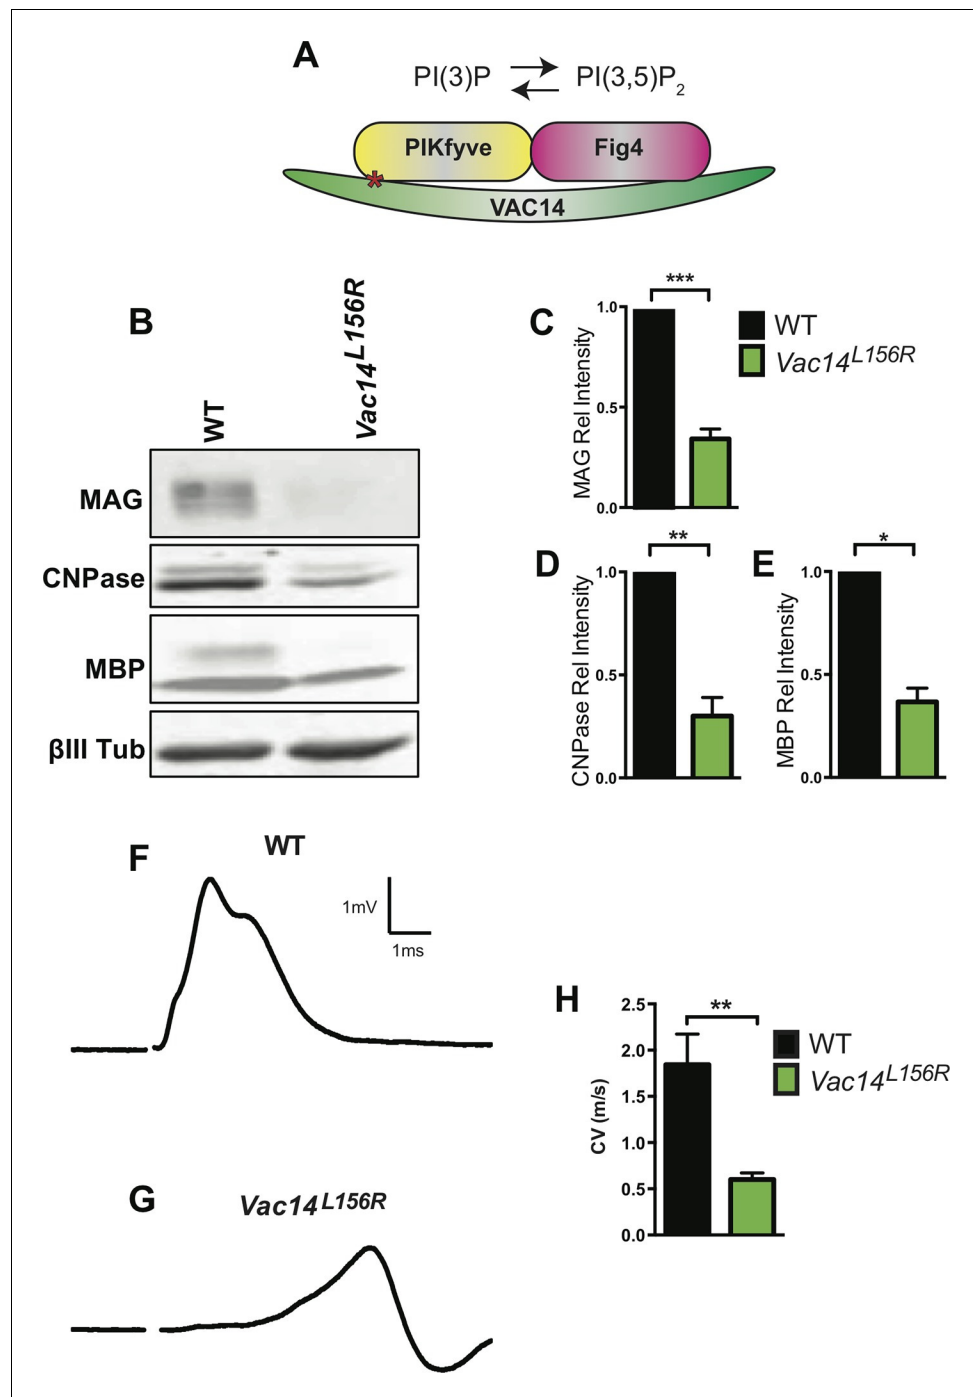 A
PI(3)P PI(3,5)P2
PIKfyve Fig4
*
VAC14
B
WT
Vac14L156R
MAG
CNPase
MBP
βIII Tub
C
***
1.0
0.5
0.0
MAG Rel Intensity
WT
Vac14L156R
D
**
1.0
0.5
0.0
CNPase Rel Intensity
E
*
1.0
0.5
0.0
MBP Rel Intensity
F
WT
1mV
1ms
G
Vac14L156R
H
**
2.5
2.0
1.5
1.0
0.5
0.0
CV (m/s)
WT
Vac14L156R